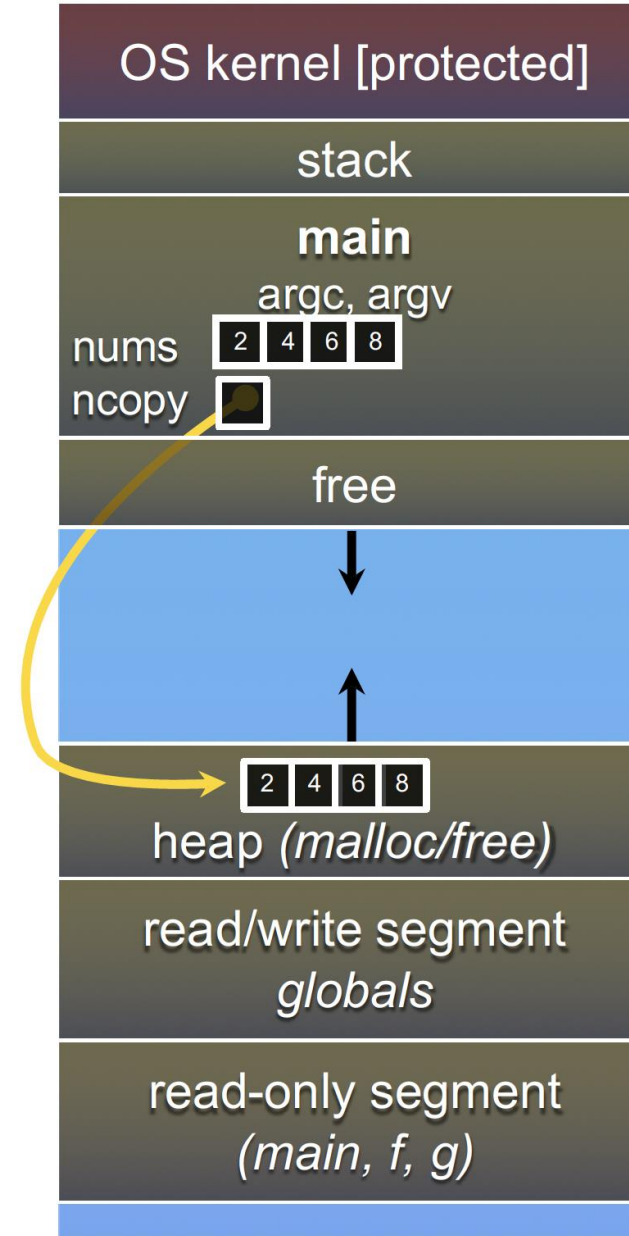 OS kernel [protected]
stack
main
argc, argv
nums 2 4 6 8
ncopy
free
2 4 6 8
heap (malloc/free)
read/write segment
globals
read-only segment
(main, f, g)